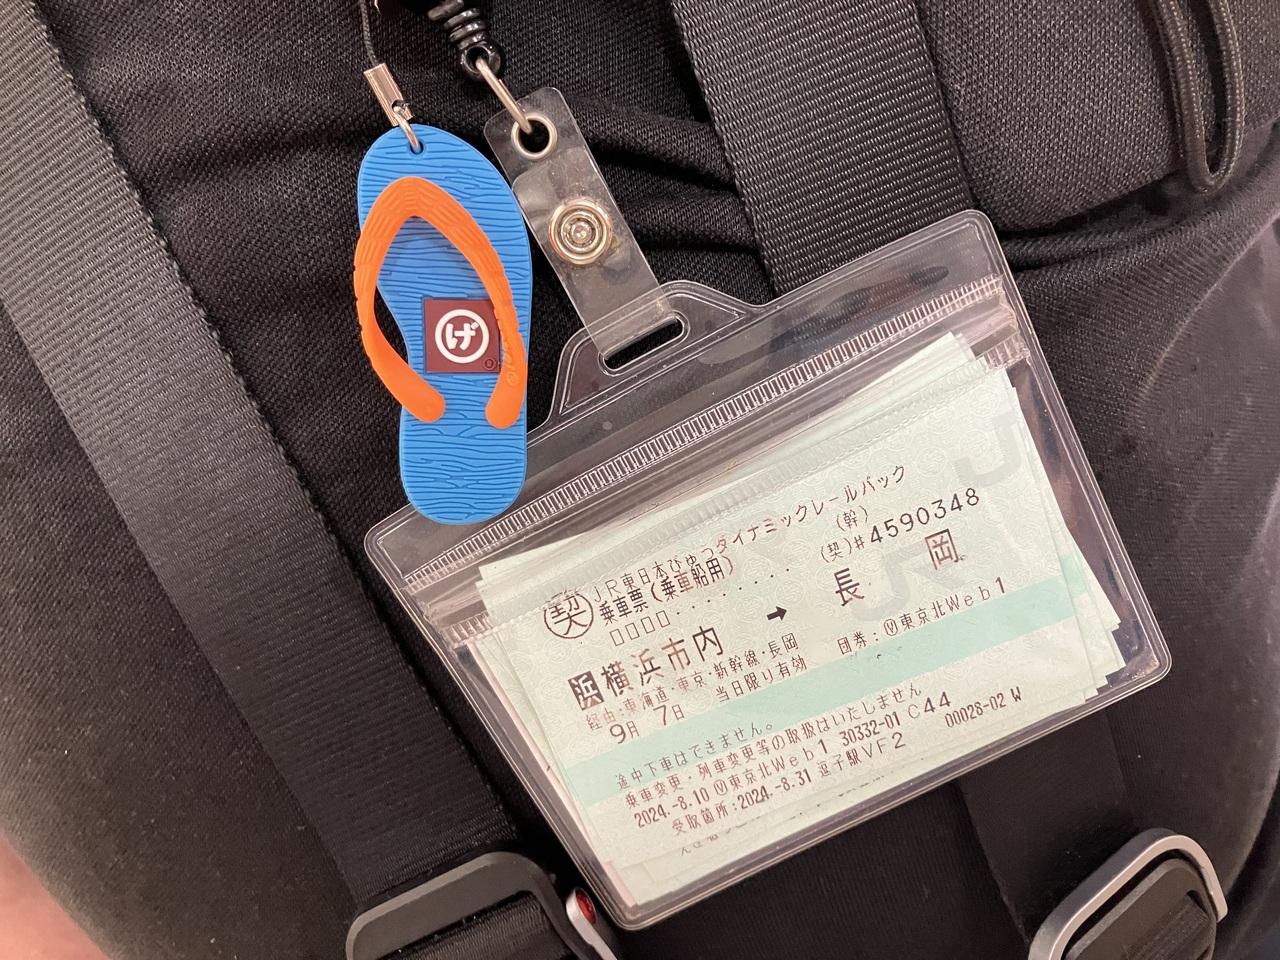 げ
契 JR東日本びゅうダイナミックレールパック
乗車票(乗車船用) (幹)
□□□□........ (契)#4590348
浜 横浜市内 ➡ 長岡
経由:東海道・東京・新幹線・長岡
9月 7日 当日限り有効 団券:Ⓦ東京北Web1
途中下車はできません。
乗車変更・列車変更等の取扱はいたしません
2024.-8.10 Ⓦ東京北Web1 30332-01 C44
受取箇所:2024.-8.31 逗子駅VF2 00028-02 W